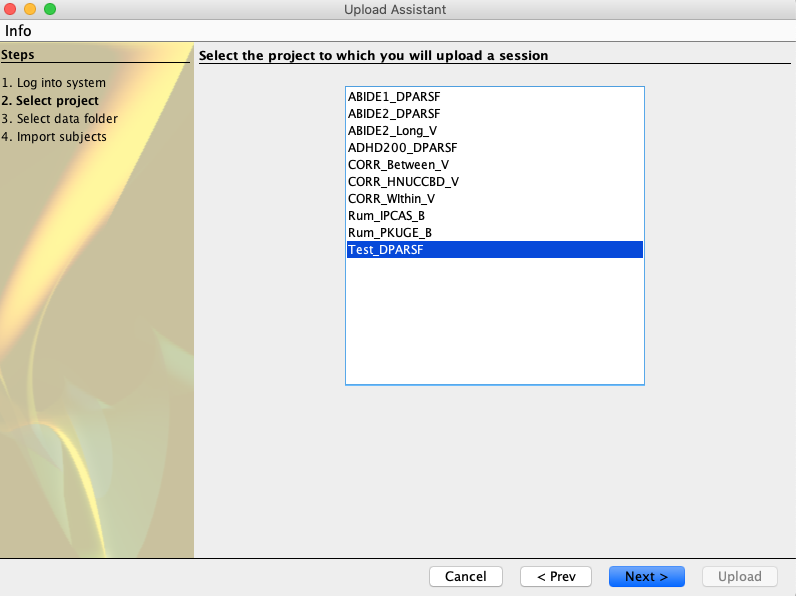 Upload Assistant
Info
Steps
1. Log into system
2. Select project
3. Select data folder
4. Import subjects
Select the project to which you will upload a session
ABIDE1_DPARSF
ABIDE2_DPARSF
ABIDE2_Long_V
ADHD200_DPARSF
CORR_Between_V
CORR_HNUCCBD_V
CORR_WIthin_V
Rum_IPCAS_B
Rum_PKUGE_B
Test_DPARSF
Cancel
< Prev
Next >
Upload